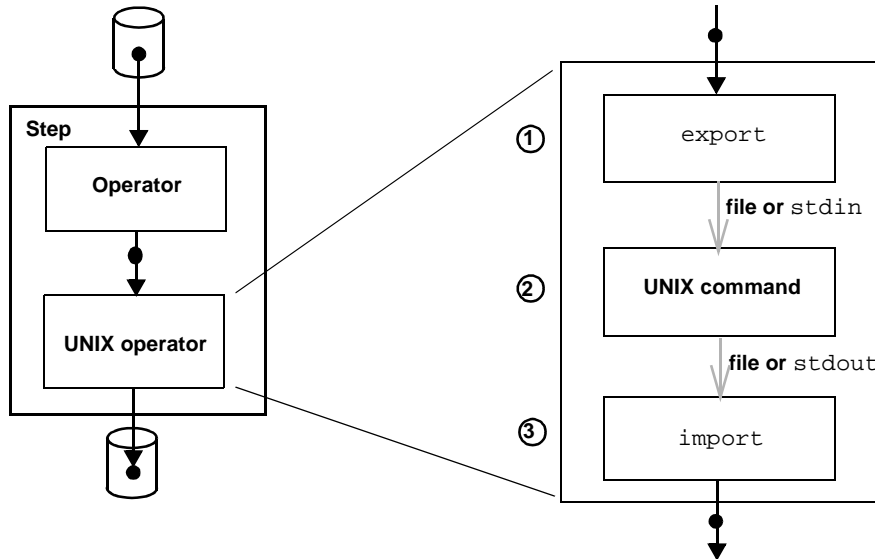 Step
Operator
UNIX operator
1
export
file or stdin
2
UNIX command
file or stdout
3
import